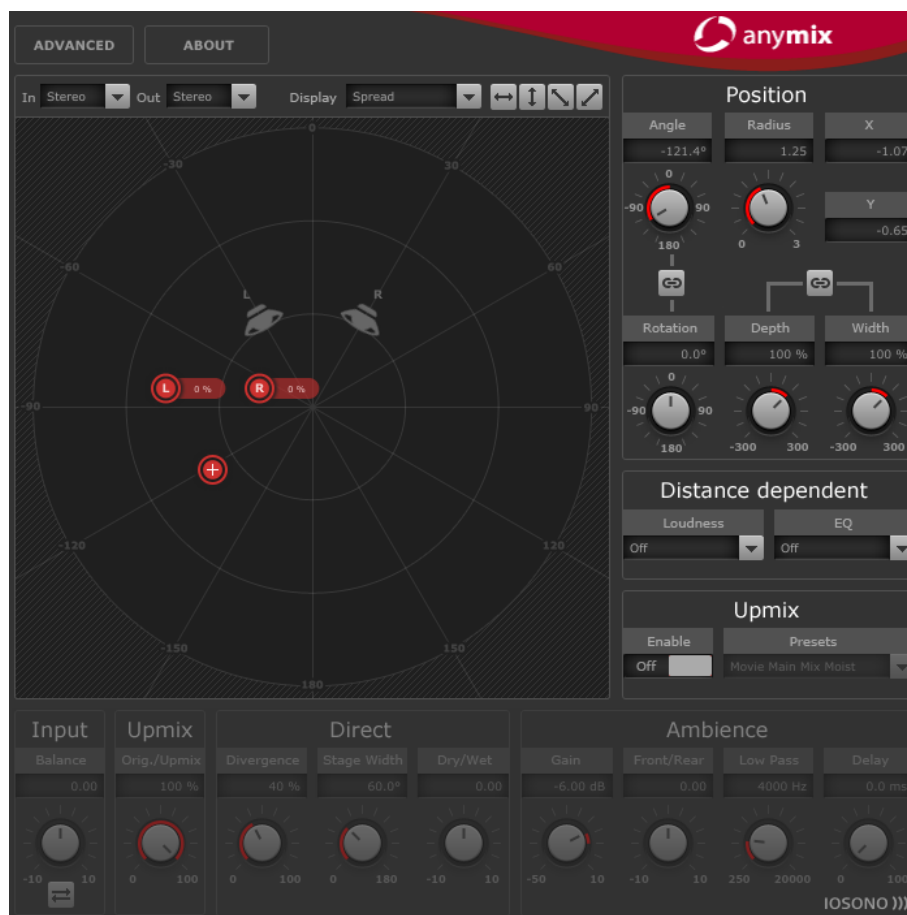 ADVANCED ABOUT anymix
In Stereo Out Stereo Display Spread
Position
Angle Radius X
-121.4° 1.25 -1.07
0
-30 30
0
-90 90
Y
-0.65
180 0 3
-60 60
L R
Rotation Depth Width
0.0° 100 % 100 %
L 0 % R 0 %
0
-90 90
-90 90
180 -300 300 -300 300
+
Distance dependent
Loudness EQ
Off Off
-120 120
Upmix
Enable Presets
Off Movie Main Mix Moist
-150 150
180
Input Upmix Direct Ambience
Balance Orig./Upmix Divergence Stage Width Dry/Wet Gain Front/Rear Low Pass Delay
0.00 100 % 40 % 60.0° 0.00 -6.00 dB 0.00 4000 Hz 0.0 ms
-10 10 0 100 0 100 0 180 -10 10 -50 10 -10 10 250 20000 0 100
IOSONO )))